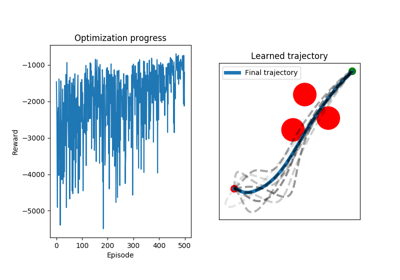 Optimization progress
−1000
−2000
−3000
−4000
−5000
Reward
0
100
200
300
400
500
Episode
Learned trajectory
Final trajectory